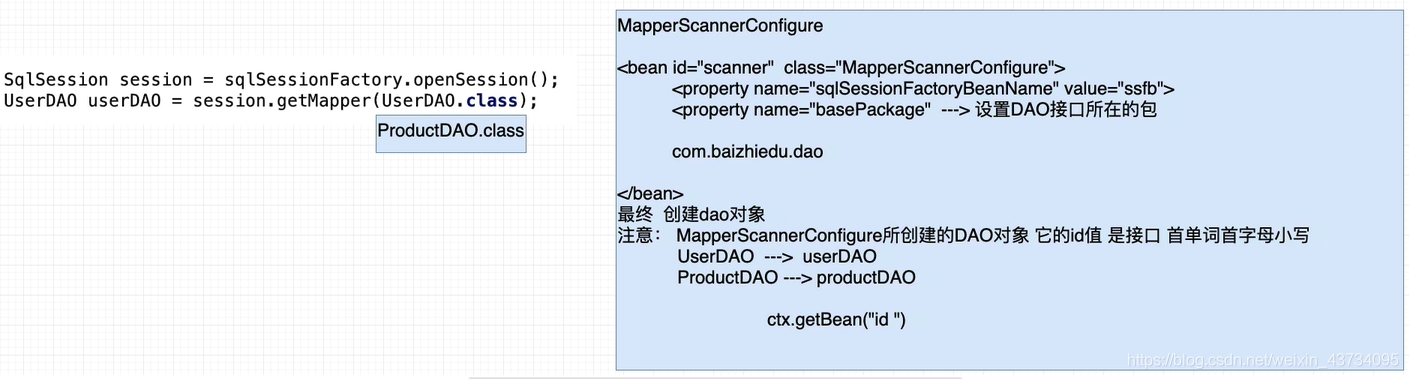 SqlSession session = sqlSessionFactory.openSession();
UserDAO userDAO = session.getMapper(UserDAO.class);
ProductDAO.class
MapperScannerConfigure
<bean id="scanner" class="MapperScannerConfigure">
<property name="sqlSessionFactoryBeanName" value="ssfb">
<property name="basePackage" ---> 设置DAO接口所在的包
com.baizhiedu.dao
</bean>
最终 创建dao对象
注意： MapperScannerConfigure所创建的DAO对象 它的id值 是接口 首单词首字母小写
UserDAO ---> userDAO
ProductDAO ---> productDAO
ctx.getBean("id ")
https://blog.csdn.net/weixin_43734095